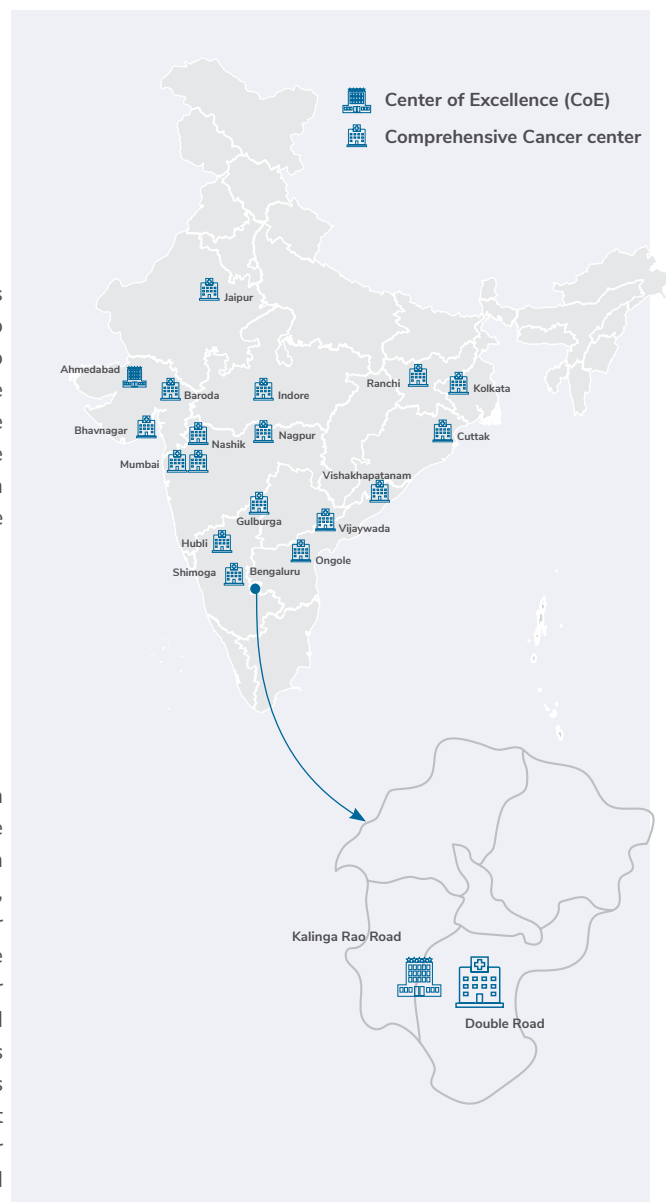 Center of Excellence (CoE)
Comprehensive Cancer center
Jaipur
Ahmedabad
Baroda
Indore
Ranchi
Kolkata
Bhavnagar
Nashik
Nagpur
Cuttak
Mumbai
Vishakhapatanam
Gulburga
Vijaywada
Hubli
Ongole
Shimoga
Bengaluru
Kalinga Rao Road
Double Road